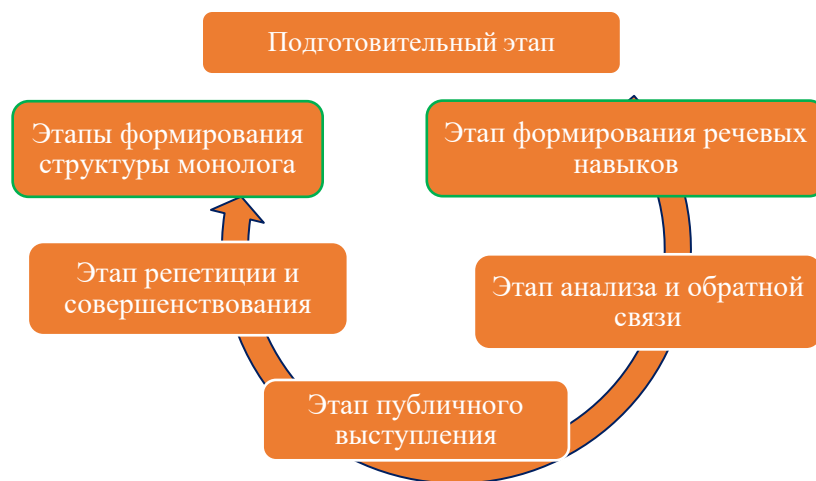 Подготовительный этап
Этапы формирования
структуры монолога
Этап формирования речевых
навыков
Этап репетиции и
совершенствования
Этап анализа и обратной
связи
Этап публичного
выступления